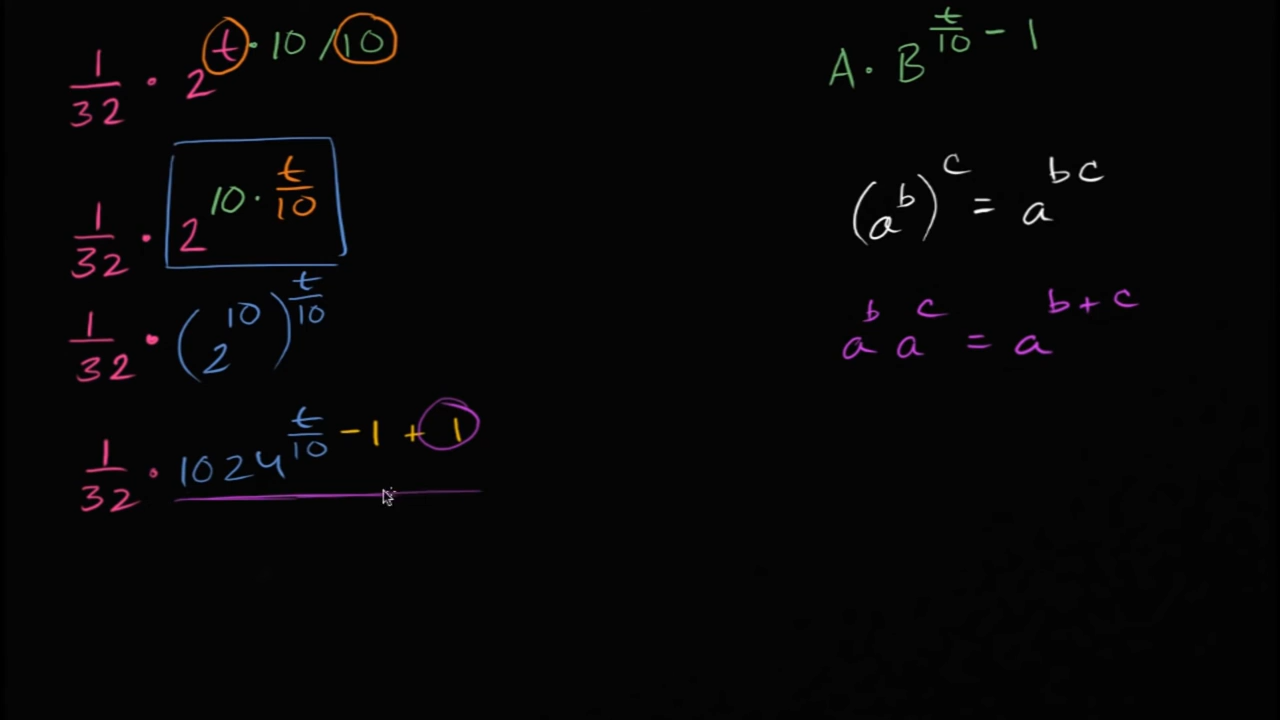 1/32 · 2^(t · 10 / 10)
1/32 · 2^(10 · t/10)
1/32 · (2^10)^(t/10)
1/32 · 1024^(t/10 - 1 + 1)
A · B^(t/10 - 1)
(a^b)^c = a^(bc)
a^b a^c = a^(b + c)